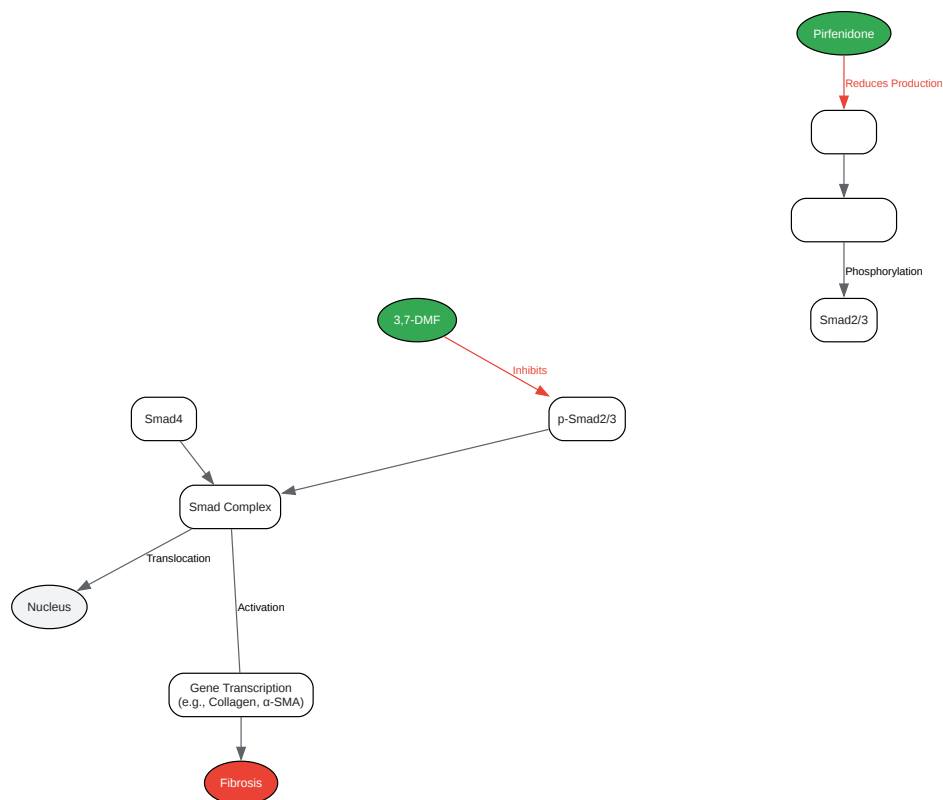 Pirfenidone
Reduces Production
Phosphorylation
Smad2/3
3,7-DMF
Inhibits
Smad4
p-Smad2/3
Smad Complex
Translocation
Nucleus
Activation
Gene Transcription
(e.g., Collagen, α-SMA)
Fibrosis